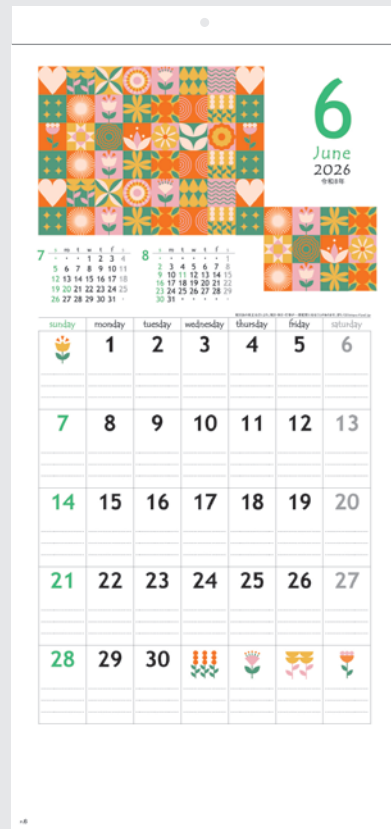 6
June
2026
令和8年
7 s m t w t f s
1 2 3 4
5 6 7 8 9 10 11
12 13 14 15 16 17 18
19 20 21 22 23 24 25
26 27 28 29 30 31
8 s m t w t f s
1
2 3 4 5 6 7 8
9 10 11 12 13 14 15
16 17 18 19 20 21 22
23 24 25 26 27 28 29
30 31
sunday monday tuesday wednesday thursday friday saturday
1 2 3 4 5 6
7 8 9 10 11 12 13
14 15 16 17 18 19 20
21 22 23 24 25 26 27
28 29 30